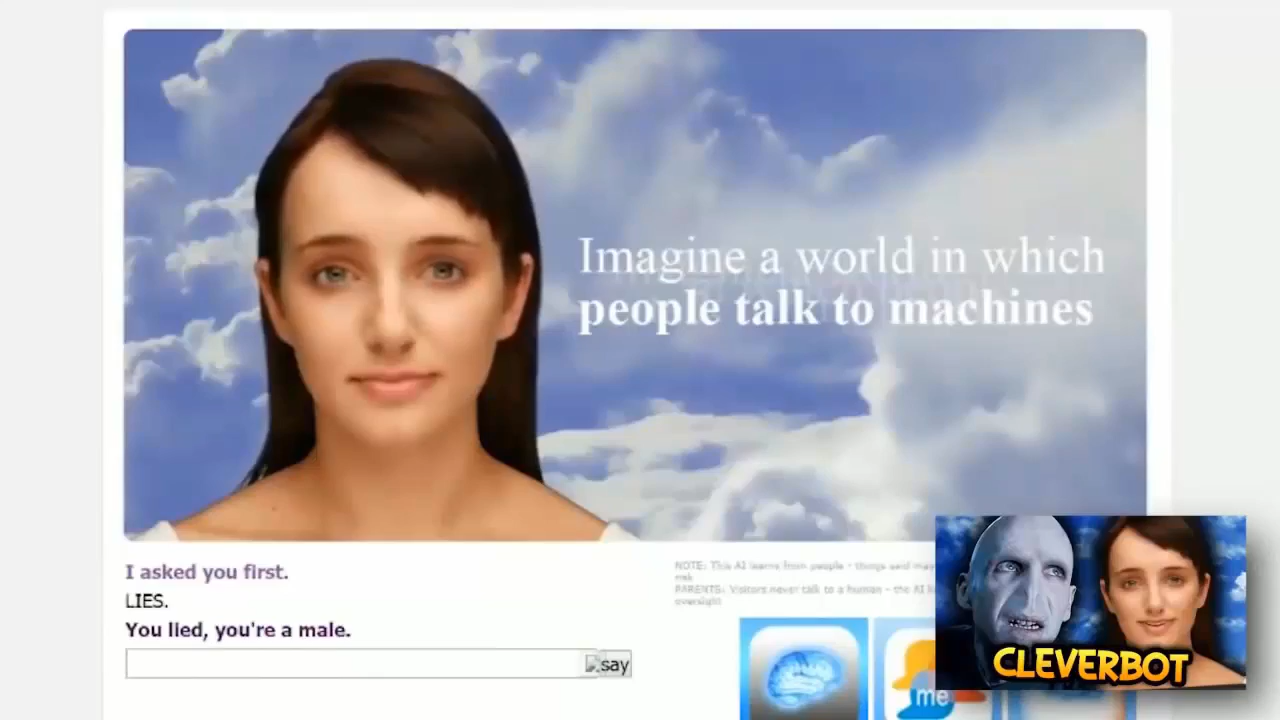 Imagine a world in which
people talk to machines
I asked you first.
LIES.
You lied, you're a male.
say
NOTE: This AI learns from people - things said may
PARENTS: Visitors never talk to a human - the AI
oversight
me
CLEVERBOT